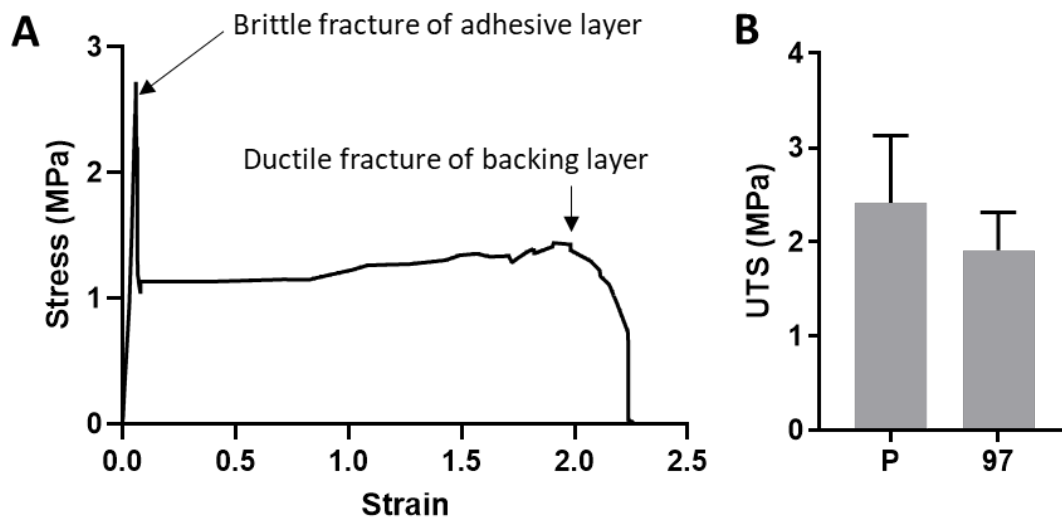 A
Brittle fracture of adhesive layer
Ductile fracture of backing layer
Stress (MPa)
3
2
1
0
0.0 0.5 1.0 1.5 2.0 2.5
Strain
B
UTS (MPa)
4
3
2
1
0
P 97